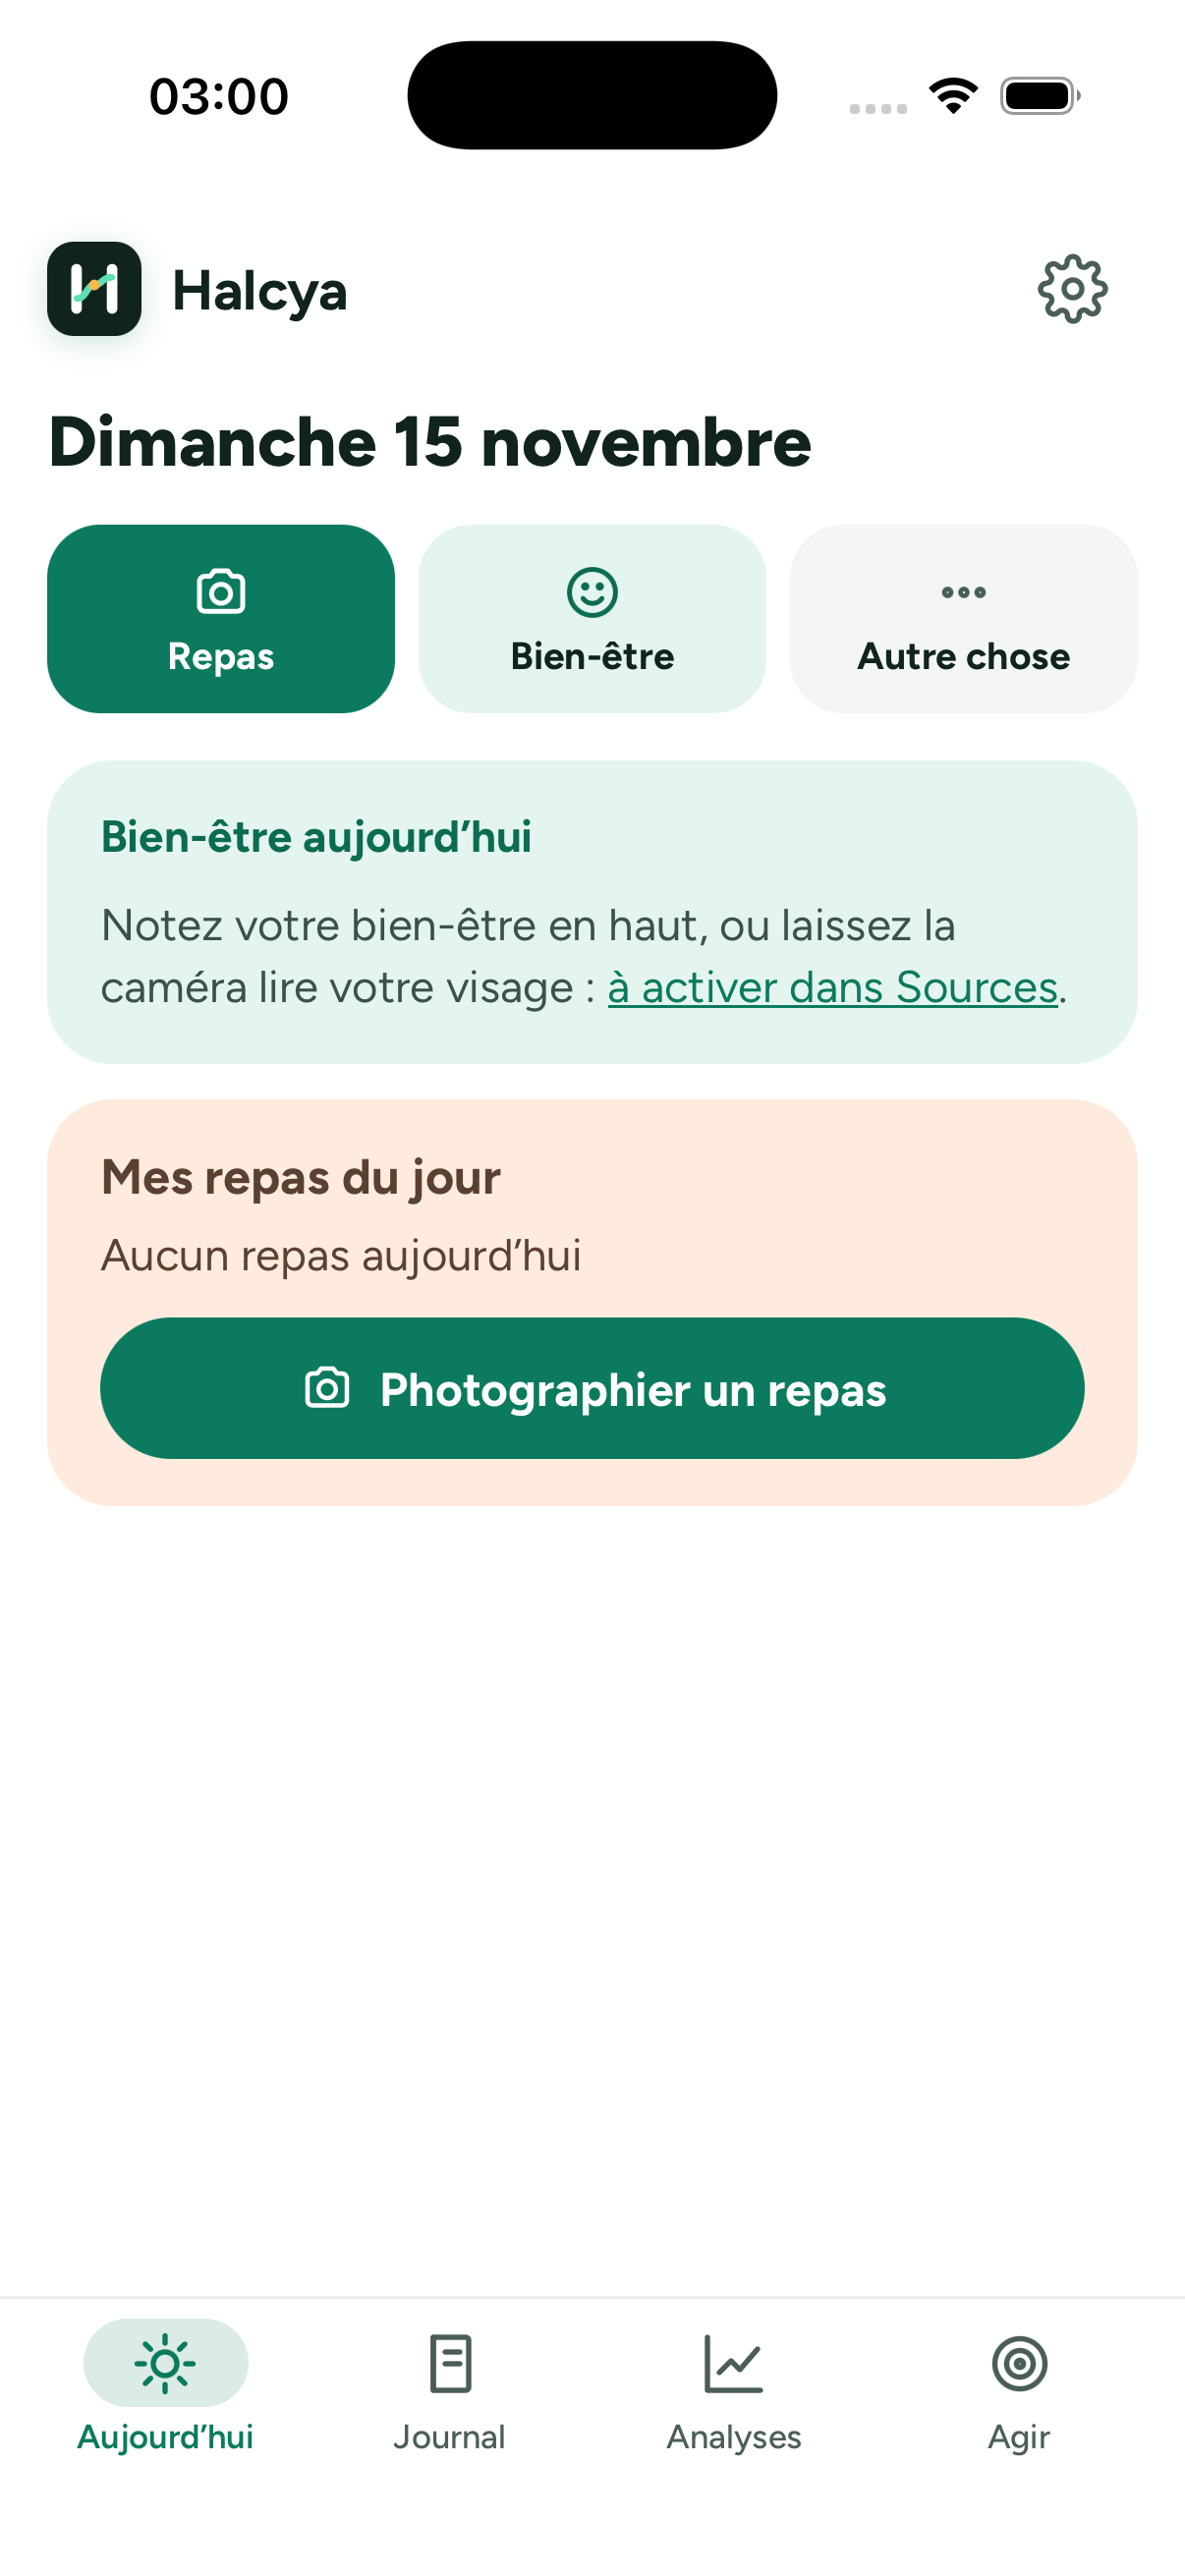 03:00
Halcya
Dimanche 15 novembre
Repas
Bien-être
Autre chose
Bien-être aujourd’hui
Notez votre bien-être en haut, ou laissez la
caméra lire votre visage : à activer dans Sources.
Mes repas du jour
Aucun repas aujourd’hui
Photographier un repas
Aujourd’hui
Journal
Analyses
Agir